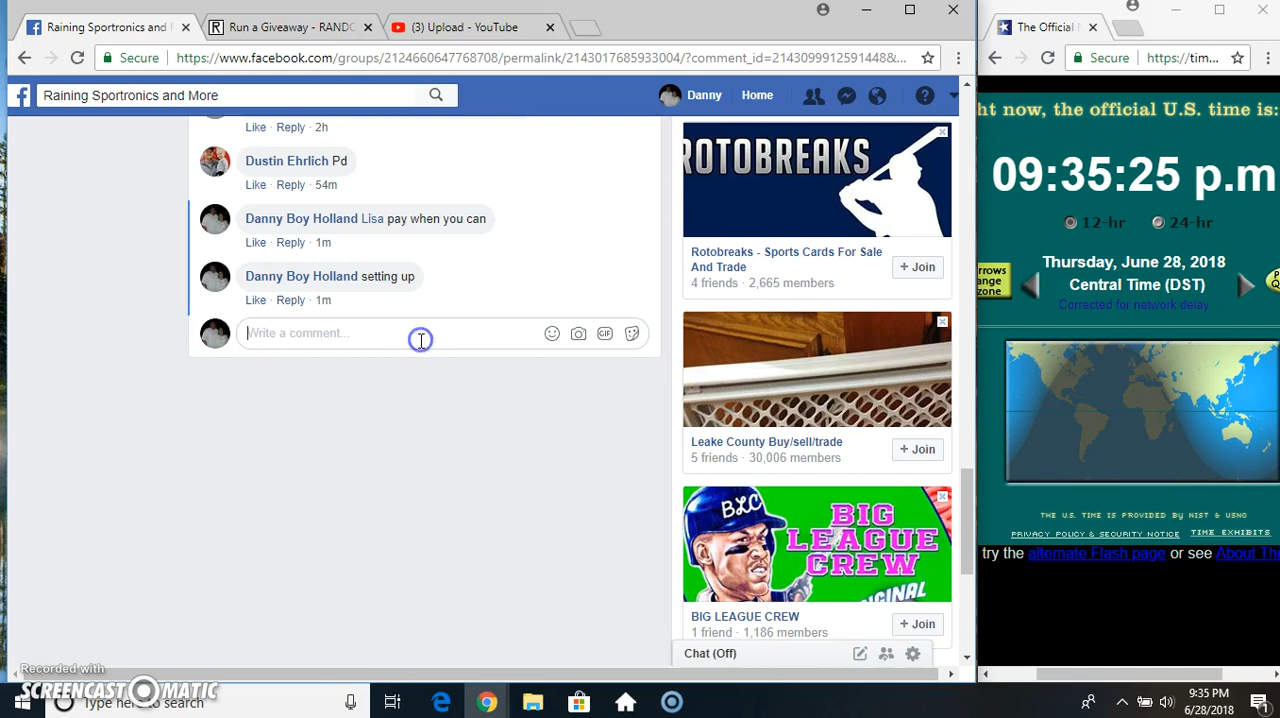 Raining Sportronics and
Run a Giveaway - RANDO
(3) Upload - YouTube
The Official
Secure
https://www.facebook.com/groups/2124660647768708/permalink/2143017685933004/?comment_id=2143099912591448&...
Secure
https://tim
Raining Sportronics and More
Danny
Home
Like · Reply · 2h
Dustin Ehrlich Pd
Like · Reply · 54m
Danny Boy Holland Lisa pay when you can
Like · Reply · 1m
Danny Boy Holland setting up
Like · Reply · 1m
Write a comment...
GIF
ROTOBREAKS
Rotobreaks - Sports Cards For Sale
And Trade
4 friends · 2,665 members
+ Join
Leake County Buy/sell/trade
5 friends · 30,006 members
+ Join
BLC
BIG
LEAGUE
CREW
ORIGINAL
BIG LEAGUE CREW
1 friend · 1,186 members
+ Join
Chat (Off)
ht now, the official U.S. time is:
09:35:25 p.m
12-hr
24-hr
Thursday, June 28, 2018
Central Time (DST)
Corrected for network delay
rrows
nge
zone
THE U.S. TIME IS PROVIDED BY NIST & USNO
PRIVACY POLICY & SECURITY NOTICE
TIME EXHIBITS
try the alternate Flash page or see About Th
Recorded with
SCREENCAST-O-MATIC
Type here to search
9:35 PM
6/28/2018